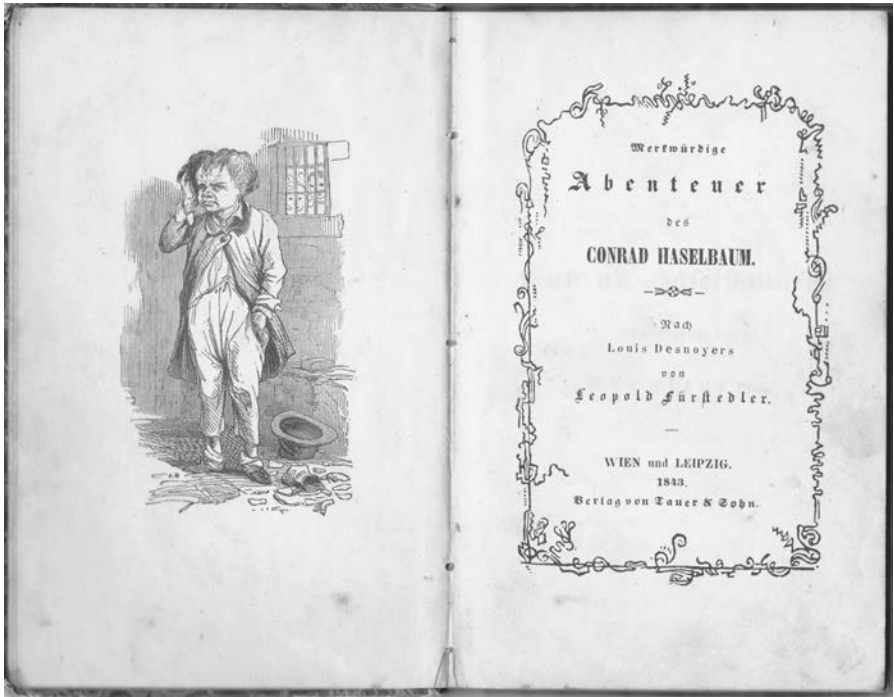 Merkwürdige
Abenteuer
des
CONRAD HASELBAUM.
Nach
Louis Desnoyers
von
Leopold Fürstedler.
WIEN und LEIPZIG.
1843.
Verlag von Tauer & Sohn.